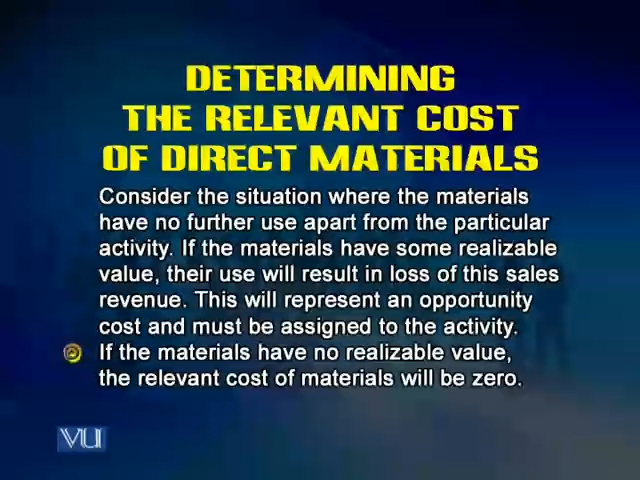 DETERMINING
THE RELEVANT COST
OF DIRECT MATERIALS
Consider the situation where the materials
have no further use apart from the particular
activity. If the materials have some realizable
value, their use will result in loss of this sales
revenue. This will represent an opportunity
cost and must be assigned to the activity.
If the materials have no realizable value,
the relevant cost of materials will be zero.
VU